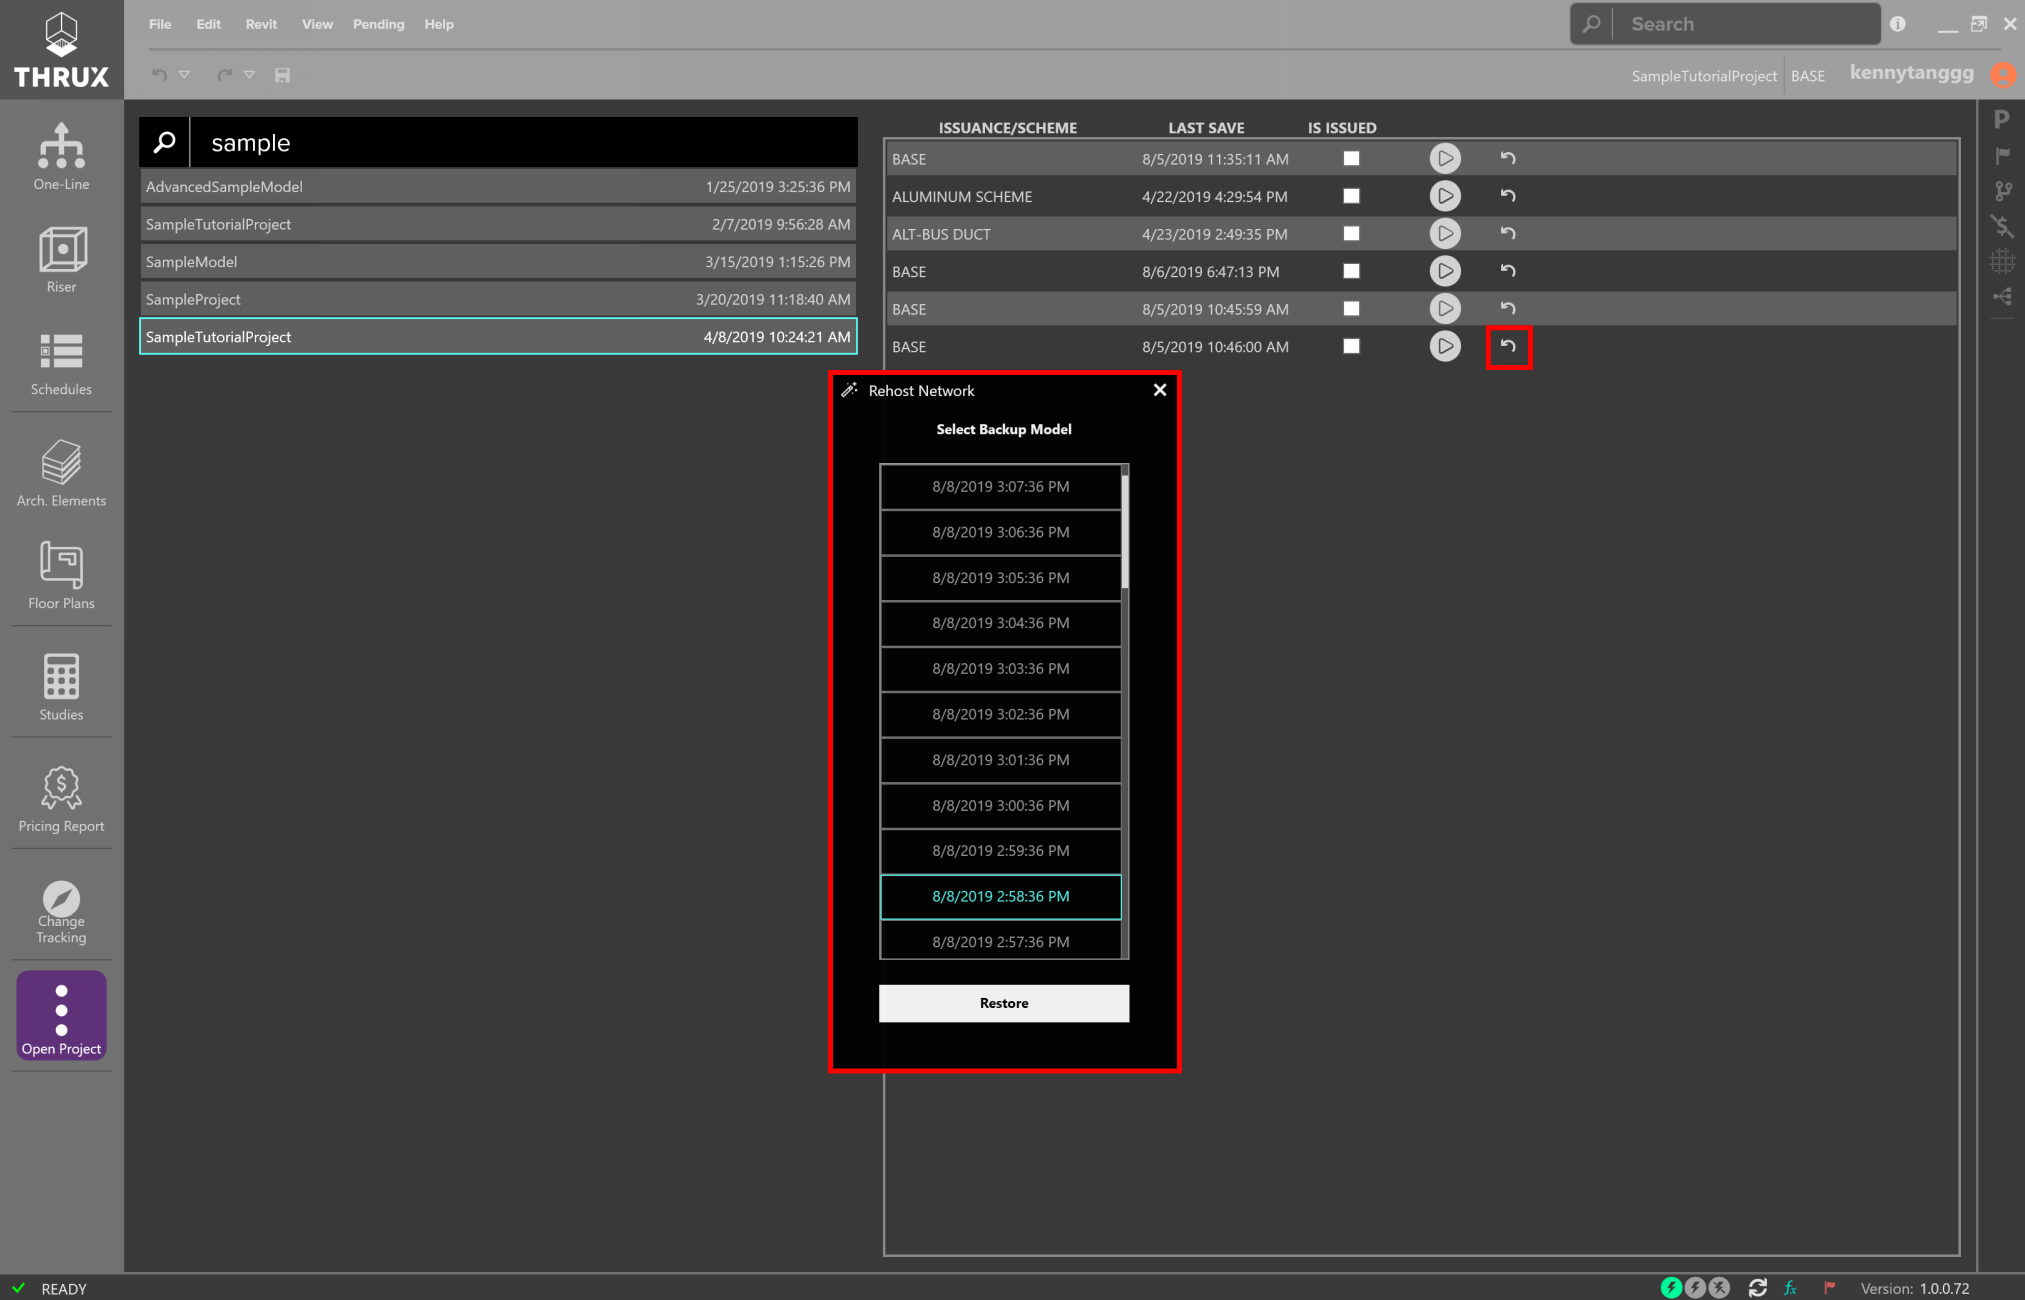 File Edit Revit View Pending Help
Search
THRUX
SampleTutorialProject BASE kennytanggg
One-Line
Riser
Schedules
Arch. Elements
Floor Plans
Studies
Pricing Report
Change
Tracking
Open Project
sample
AdvancedSampleModel 1/25/2019 3:25:36 PM
SampleTutorialProject 2/7/2019 9:56:28 AM
SampleModel 3/15/2019 1:15:26 PM
SampleProject 3/20/2019 11:18:40 AM
SampleTutorialProject 4/8/2019 10:24:21 AM
ISSUANCE/SCHEME LAST SAVE IS ISSUED
BASE 8/5/2019 11:35:11 AM
ALUMINUM SCHEME 4/22/2019 4:29:54 PM
ALT-BUS DUCT 4/23/2019 2:49:35 PM
BASE 8/6/2019 6:47:13 PM
BASE 8/5/2019 10:45:59 AM
BASE 8/5/2019 10:46:00 AM
Rehost Network
Select Backup Model
8/8/2019 3:07:36 PM
8/8/2019 3:06:36 PM
8/8/2019 3:05:36 PM
8/8/2019 3:04:36 PM
8/8/2019 3:03:36 PM
8/8/2019 3:02:36 PM
8/8/2019 3:01:36 PM
8/8/2019 3:00:36 PM
8/8/2019 2:59:36 PM
8/8/2019 2:58:36 PM
8/8/2019 2:57:36 PM
Restore
P
READY
fx
Version: 1.0.0.72